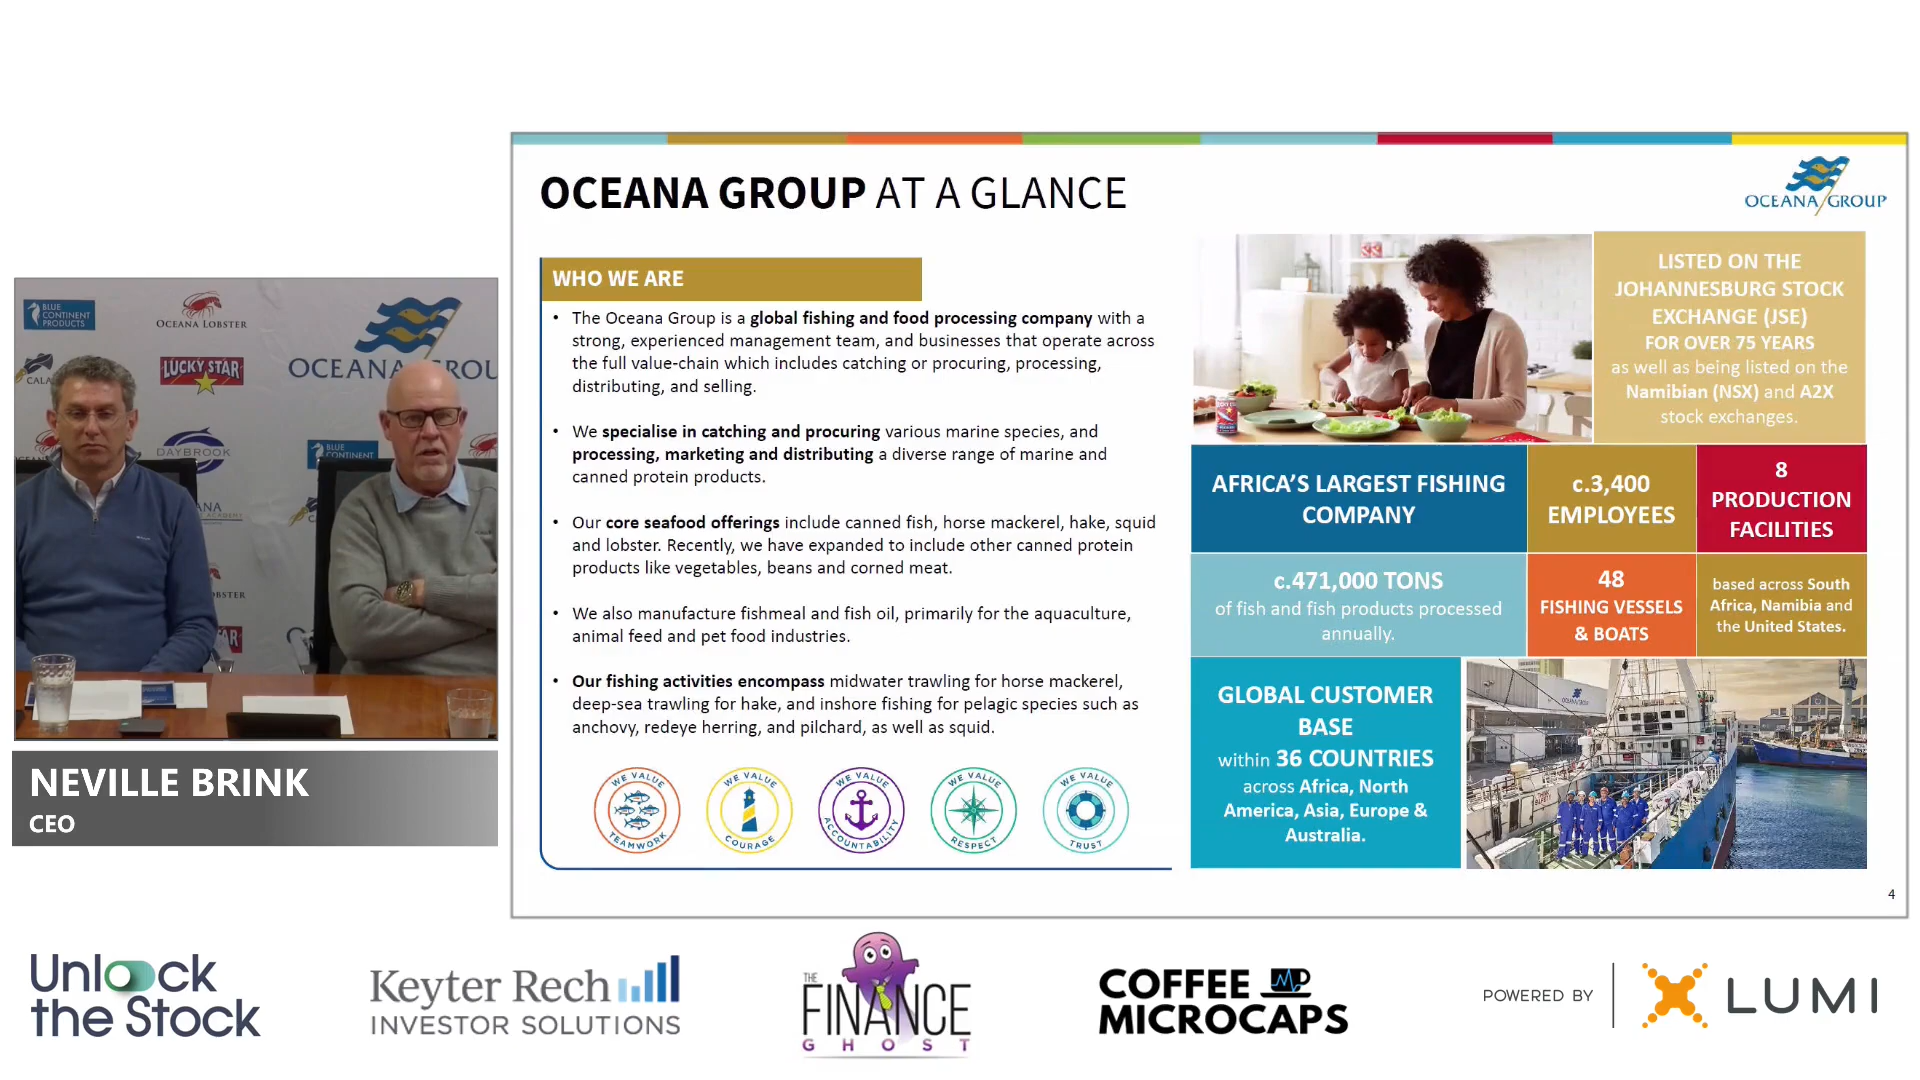 OCEANA GROUP AT A GLANCE
OCEANA GROUP
WHO WE ARE
• The Oceana Group is a global fishing and food processing company with a
strong, experienced management team, and businesses that operate across
the full value-chain which includes catching or procuring, processing,
distributing, and selling.
• We specialise in catching and procuring various marine species, and
processing, marketing and distributing a diverse range of marine and
canned protein products.
• Our core seafood offerings include canned fish, horse mackerel, hake, squid
and lobster. Recently, we have expanded to include other canned protein
products like vegetables, beans and corned meat.
• We also manufacture fishmeal and fish oil, primarily for the aquaculture,
animal feed and pet food industries.
• Our fishing activities encompass midwater trawling for horse mackerel,
deep-sea trawling for hake, and inshore fishing for pelagic species such as
anchovy, redeye herring, and pilchard, as well as squid.
WE VALUE
TEAMWORK
WE VALUE
COURAGE
WE VALUE
ACCOUNTABILITY
WE VALUE
RESPECT
WE VALUE
TRUST
LISTED ON THE
JOHANNESBURG STOCK
EXCHANGE (JSE)
FOR OVER 75 YEARS
as well as being listed on the
Namibian (NSX) and A2X
stock exchanges.
AFRICA'S LARGEST FISHING
COMPANY
c.3,400
EMPLOYEES
8
PRODUCTION
FACILITIES
c.471,000 TONS
of fish and fish products processed
annually.
48
FISHING VESSELS
& BOATS
based across South
Africa, Namibia and
the United States.
GLOBAL CUSTOMER
BASE
within 36 COUNTRIES
across Africa, North
America, Asia, Europe &
Australia.
4
BLUE
CONTINENT
PRODUCTS
OCEANA LOBSTER
LUCKY STAR
OCEANA GROU
CALA
DAYBROOK
BLUE
CONTINENT
ANA
ACADEMY
OBSTER
TAR
NEVILLE BRINK
CEO
Unlock
the Stock
Keyter Rech
INVESTOR SOLUTIONS
THE
FINANCE
GHOST
COFFEE
MICROCAPS
POWERED BY
LUMI